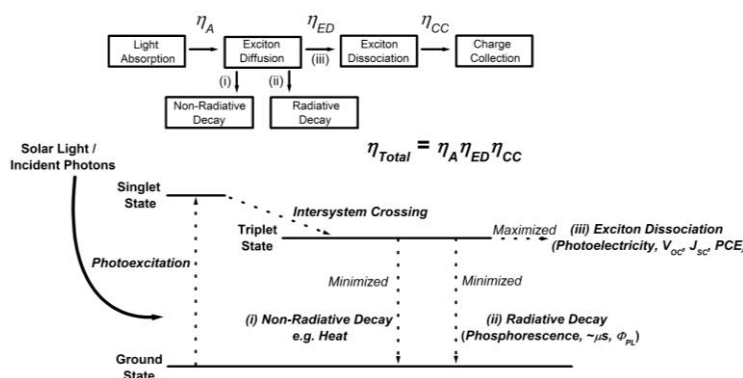 η_A η_ED η_CC
Light Absorption
Exciton Diffusion
(iii)
Exciton Dissociation
Charge Collection
(i) (ii)
Non-Radiative Decay
Radiative Decay
η_Total = η_A η_ED η_CC
Solar Light /
Incident Photons
Singlet
State
Intersystem Crossing
Triplet
State
Maximized
(iii) Exciton Dissociation
(Photoelectricity, V_OC, J_SC, PCE)
Photoexcitation
Minimized Minimized
(i) Non-Radiative Decay
e.g. Heat
(ii) Radiative Decay
(Phosphorescence, ~μs, Φ_PL)
Ground
State